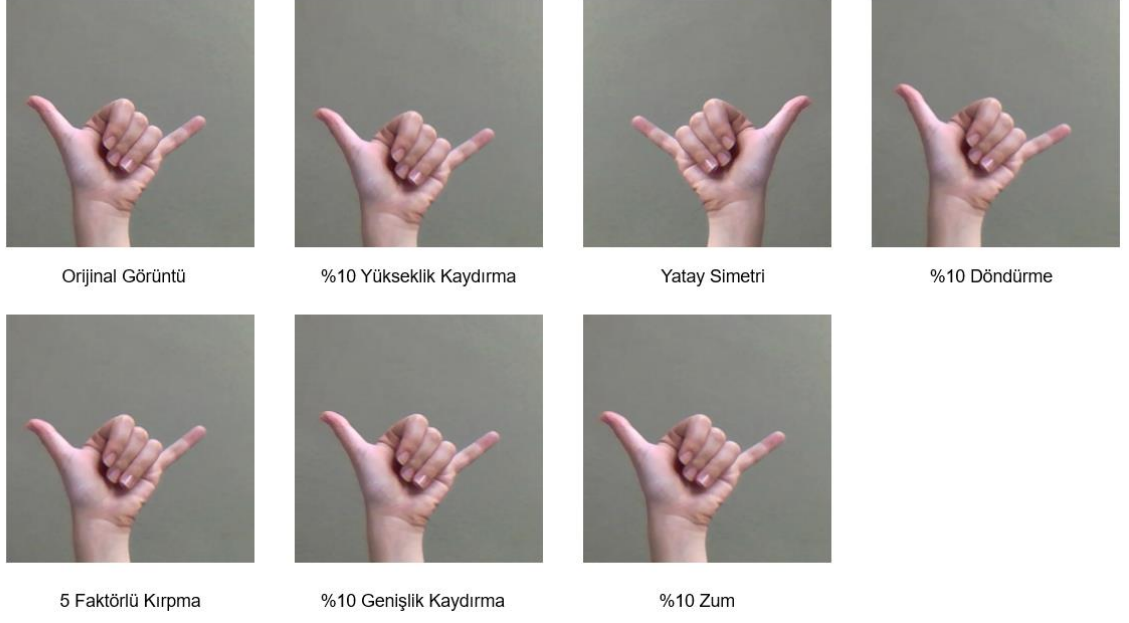 Orijinal Görüntü
%10 Yükseklik Kaydırma
Yatay Simetri
%10 Döndürme
5 Faktörlü Kırpma
%10 Genişlik Kaydırma
%10 Zum